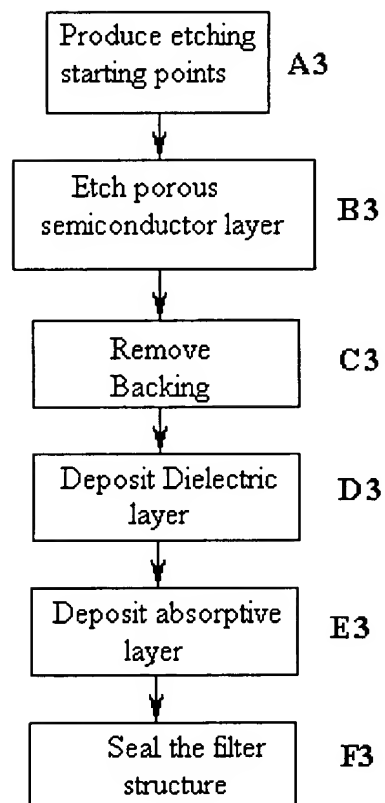 Produce etching
starting points
A3
Etch porous
semiconductor layer
B3
Remove
Backing
C3
Deposit Dielectric
layer
D3
Deposit absorptive
layer
E3
Seal the filter
structure
F3